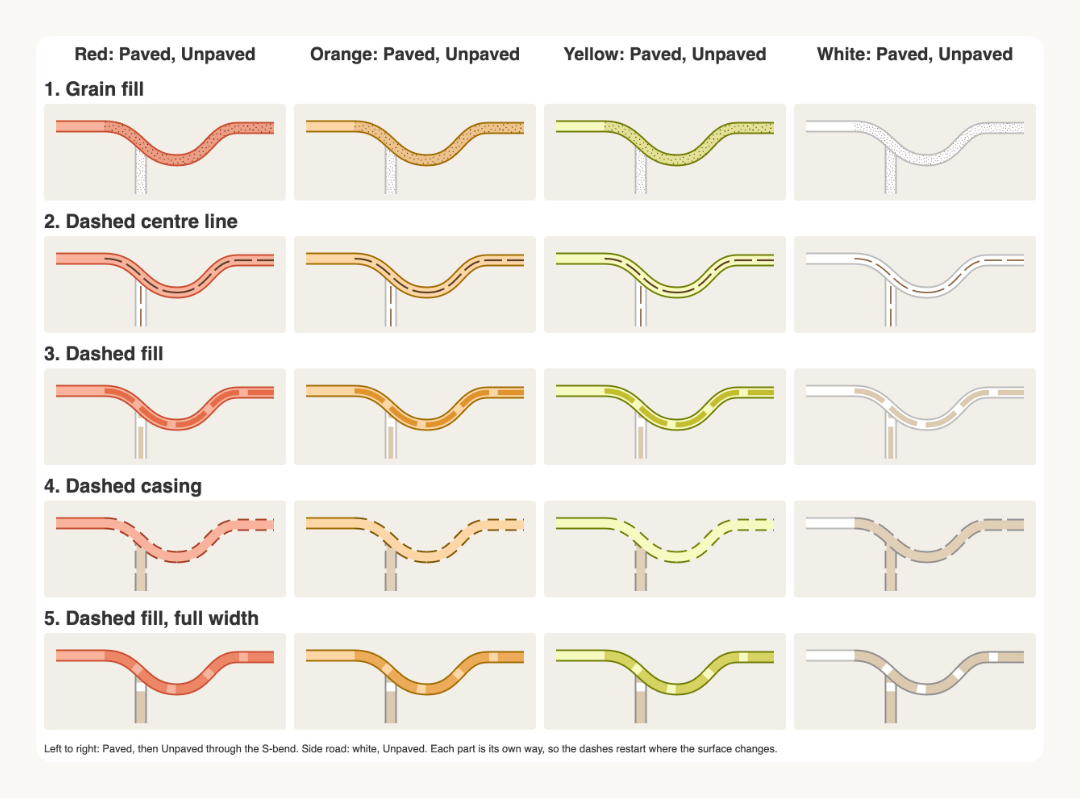 Red: Paved, Unpaved
Orange: Paved, Unpaved
Yellow: Paved, Unpaved
White: Paved, Unpaved
1. Grain fill
2. Dashed centre line
3. Dashed fill
4. Dashed casing
5. Dashed fill, full width
Left to right: Paved, then Unpaved through the S-bend. Side road: white, Unpaved. Each part is its own way, so the dashes restart where the surface changes.